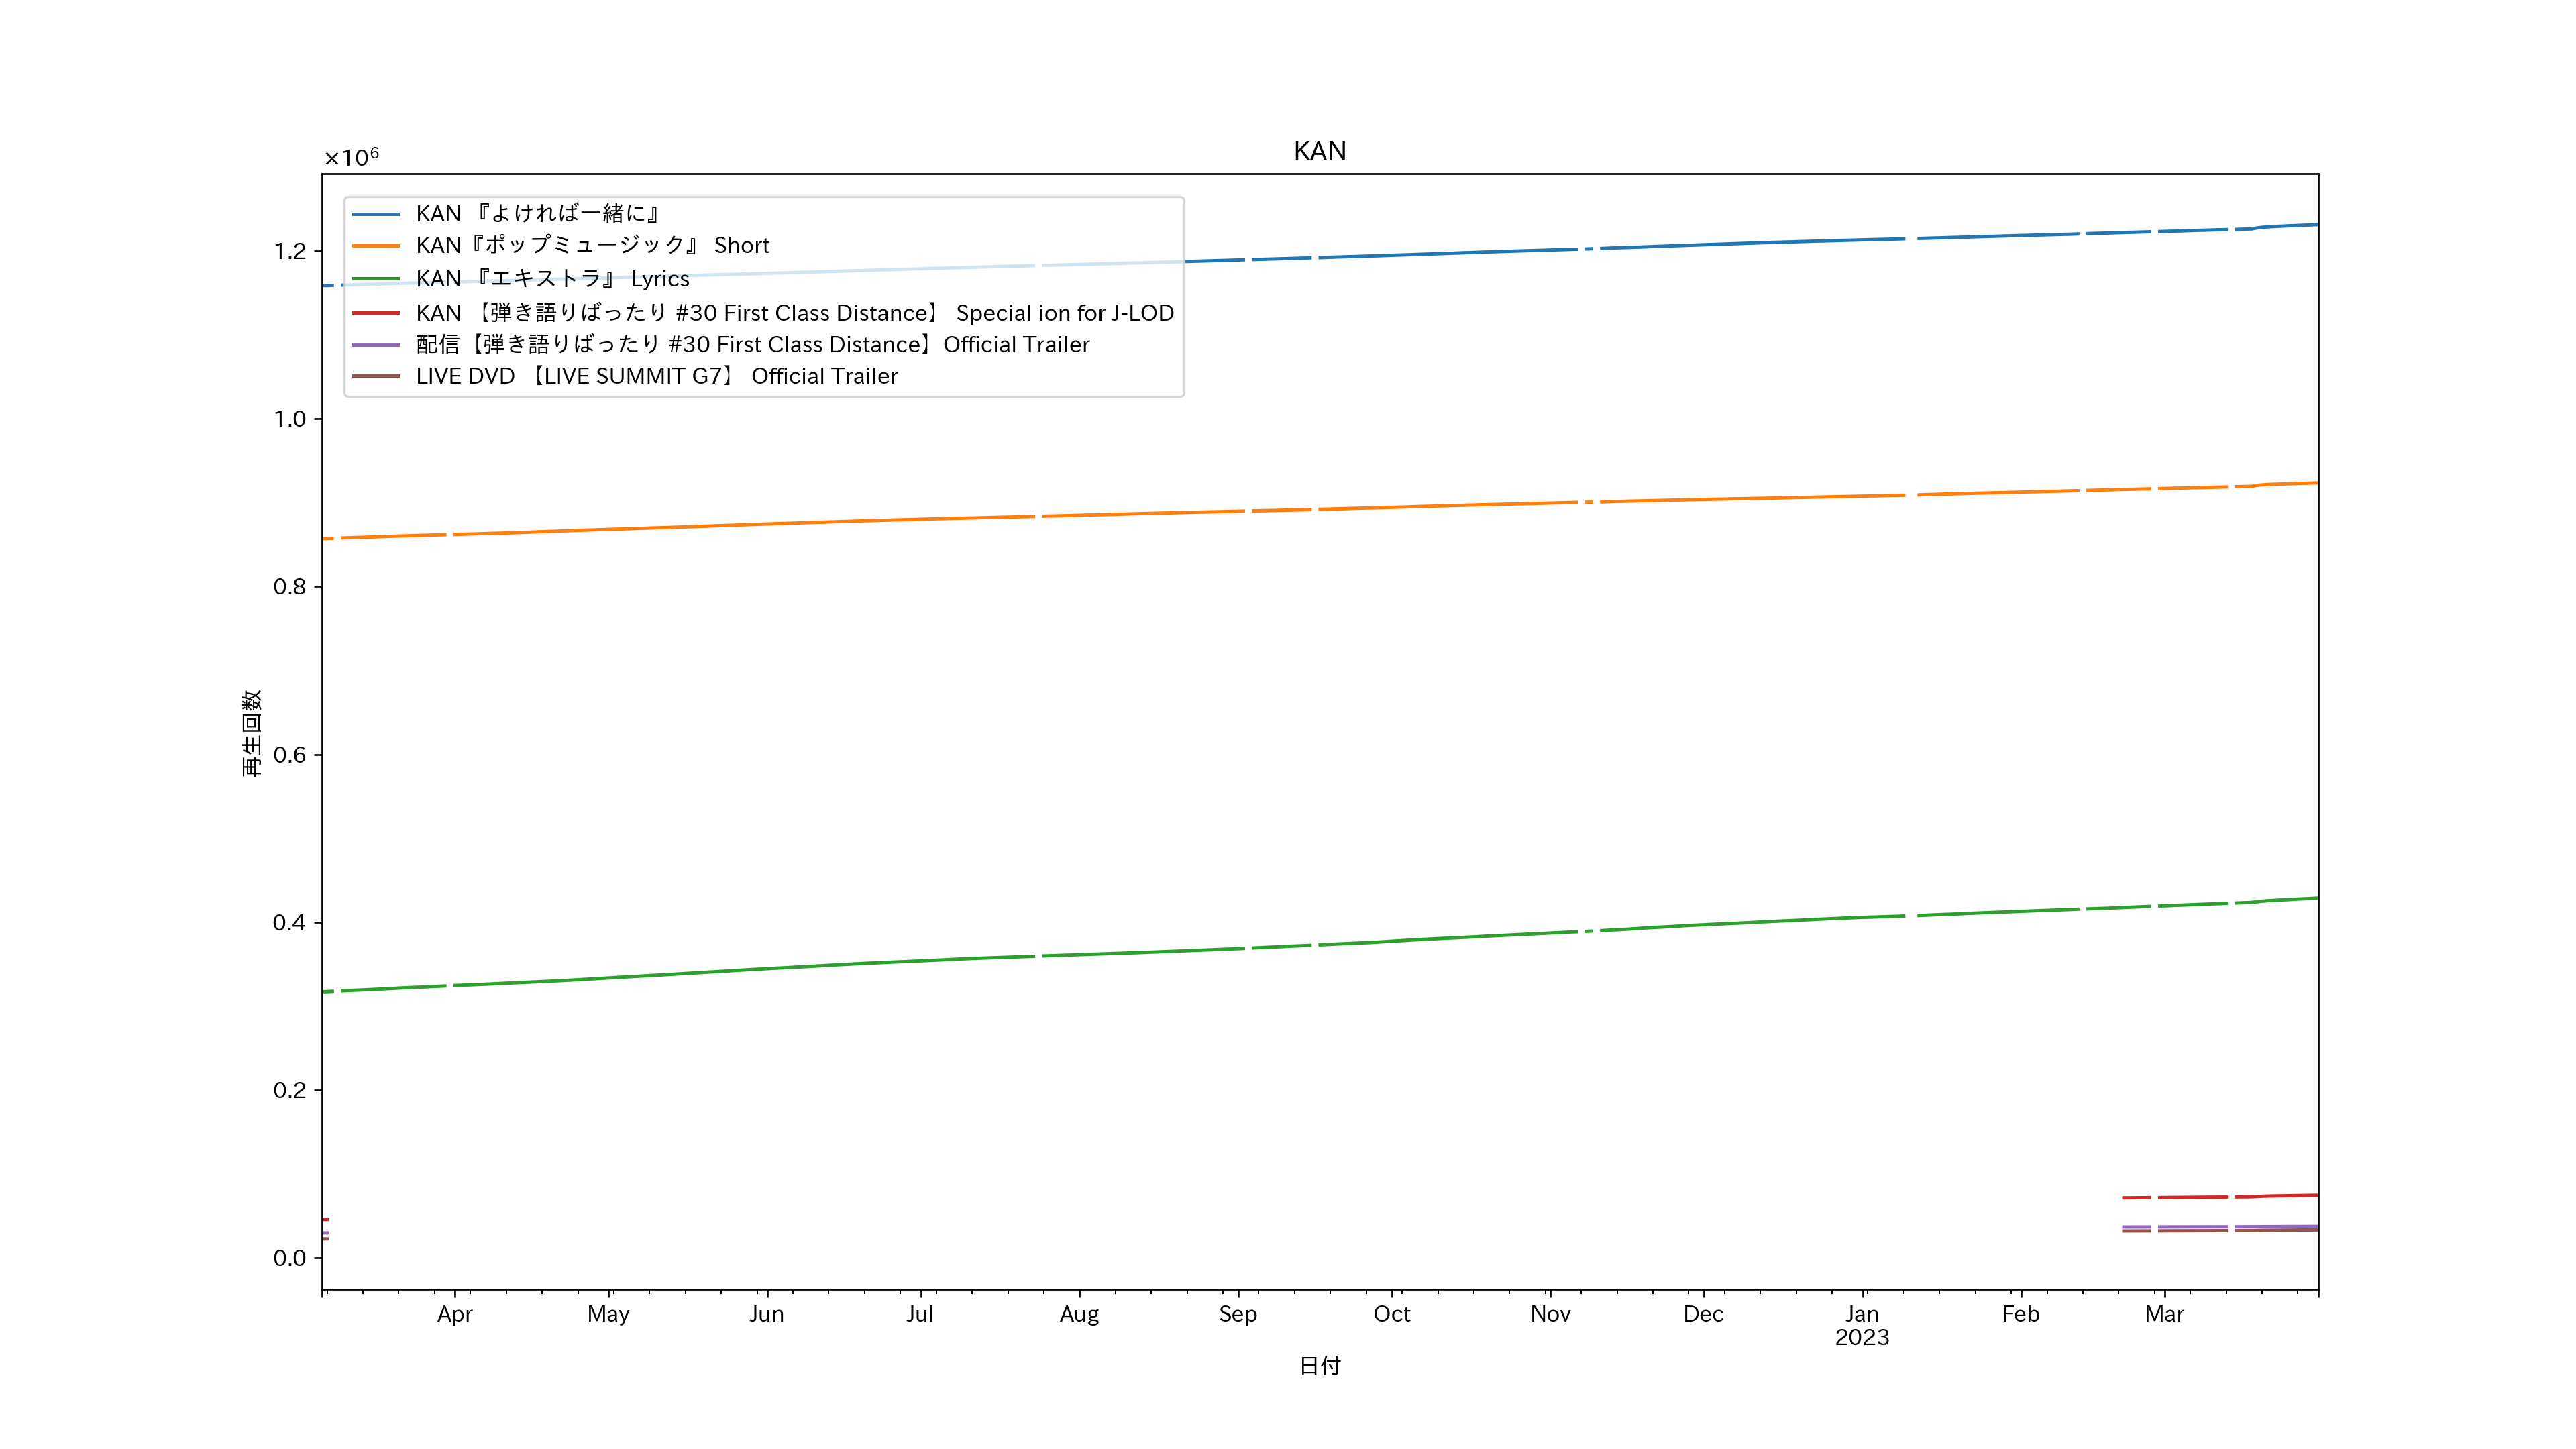 KAN
×10⁶
KAN 『よければ一緒に』
KAN『ポップミュージック』 Short
KAN 『エキストラ』 Lyrics
KAN 【弾き語りばったり #30 First Class Distance】 Special ion for J-LOD
配信【弾き語りばったり #30 First Class Distance】Official Trailer
LIVE DVD 【LIVE SUMMIT G7】 Official Trailer
1.2
1.0
0.8
0.6
0.4
0.2
0.0
再生回数
Apr May Jun Jul Aug Sep Oct Nov Dec Jan Feb Mar
2023
日付